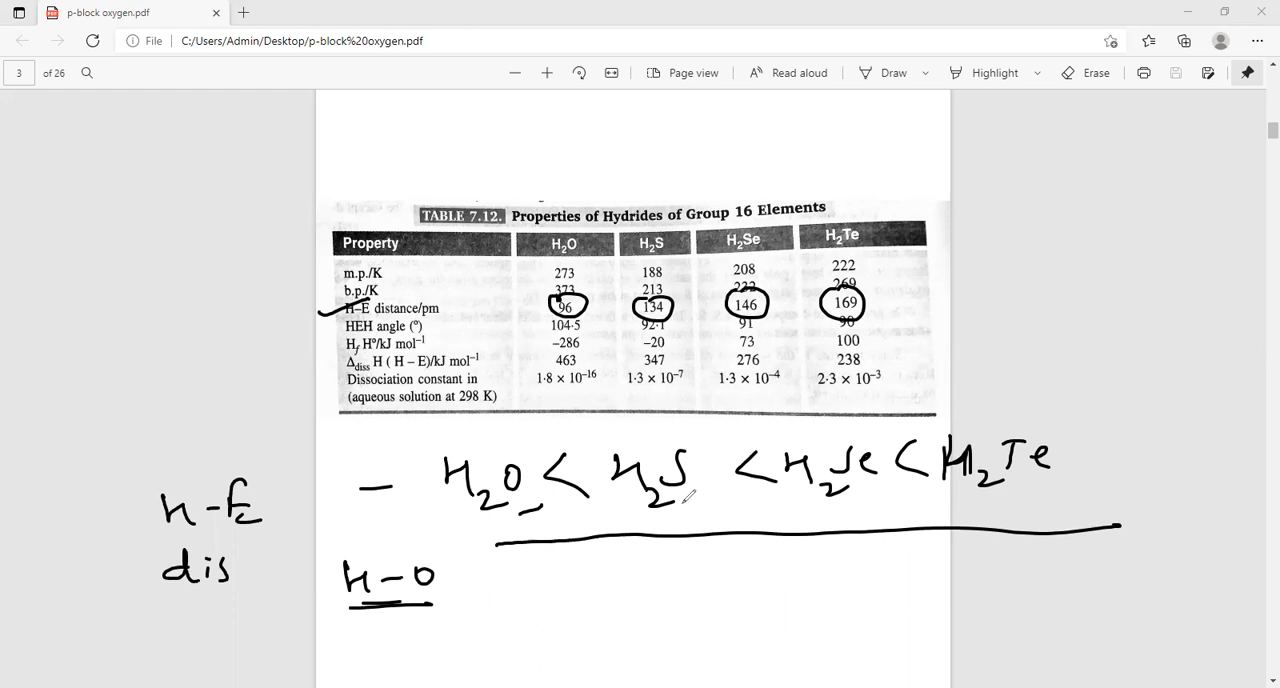 p-block oxygen.pdf
File C:/Users/Admin/Desktop/p-block%20oxygen.pdf
3 of 26 Page view Read aloud Draw Highlight Erase
TABLE 7.12. Properties of Hydrides of Group 16 Elements
Property H₂O H₂S H₂Se H₂Te
m.p./K 273 188 208 222
b.p./K 373 213 232 269
H–E distance/pm 96 134 146 169
HEH angle (°) 104·5 92·1 91 90
H_f H°/kJ mol⁻¹ –286 –20 73 100
Δ_diss H (H – E)/kJ mol⁻¹ 463 347 276 238
Dissociation constant in 1·8 × 10⁻¹⁶ 1·3 × 10⁻⁷ 1·3 × 10⁻⁴ 2·3 × 10⁻³
(aqueous solution at 298 K)
– H₂O < H₂S < H₂Se < H₂Te
H–E
dis
H–O